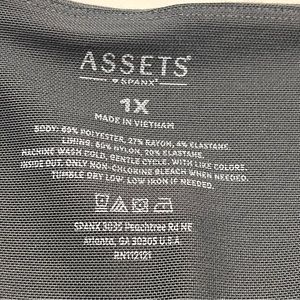 ASSETS®
♥ SPANX®
1X
MADE IN VIETNAM
BODY: 69% POLYESTER, 27% RAYON, 4% ELASTANE.
LINING: 80% NYLON, 20% ELASTANE.
MACHINE WASH COLD, GENTLE CYCLE. WITH LIKE COLORS.
INSIDE OUT. ONLY NON-CHLORINE BLEACH WHEN NEEDED.
TUMBLE DRY LOW. LOW IRON IF NEEDED.
SPANX 3035 Peachtree Rd NE
Atlanta, GA 30305 U.S.A
RN112121